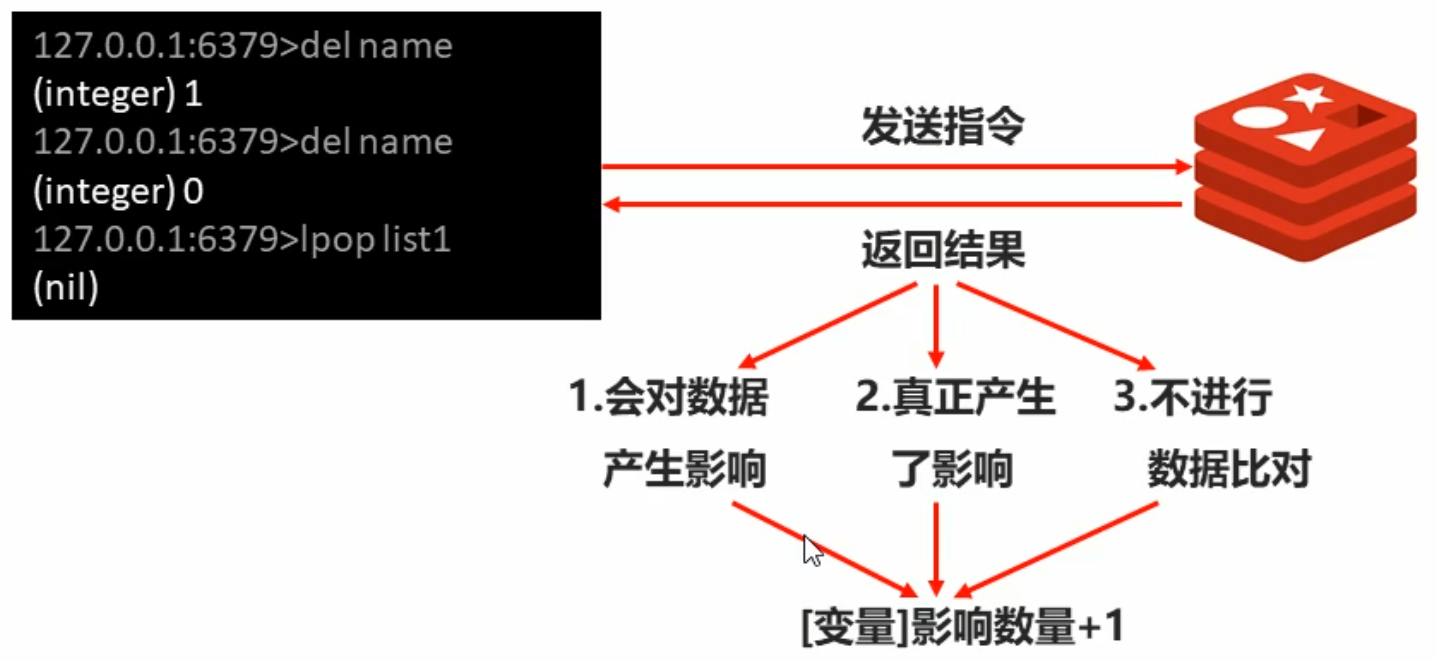 127.0.0.1:6379>del name
(integer) 1
127.0.0.1:6379>del name
(integer) 0
127.0.0.1:6379>lpop list1
(nil)
发送指令
返回结果
1.会对数据
产生影响
2.真正产生
了影响
3.不进行
数据比对
[变量]影响数量+1